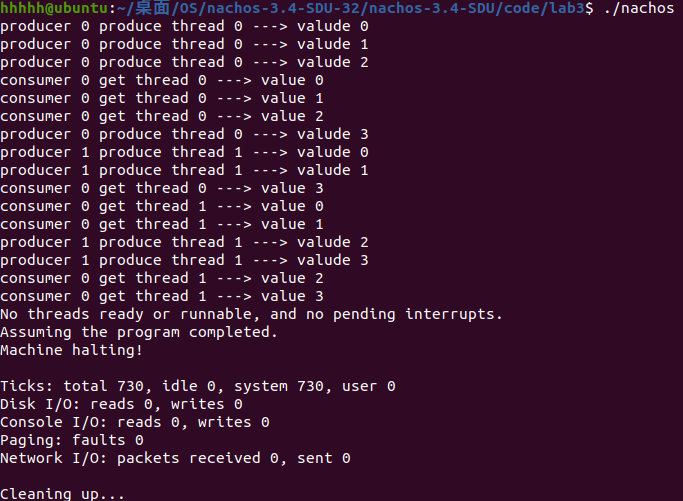 hhhhh@ubuntu:~/桌面/OS/nachos-3.4-SDU-32/nachos-3.4-SDU/code/lab3$ ./nachos
producer 0 produce thread 0 ---> valude 0
producer 0 produce thread 0 ---> valude 1
producer 0 produce thread 0 ---> valude 2
consumer 0 get thread 0 ---> value 0
consumer 0 get thread 0 ---> value 1
consumer 0 get thread 0 ---> value 2
producer 0 produce thread 0 ---> valude 3
producer 1 produce thread 1 ---> valude 0
producer 1 produce thread 1 ---> valude 1
consumer 0 get thread 0 ---> value 3
consumer 0 get thread 1 ---> value 0
consumer 0 get thread 1 ---> value 1
producer 1 produce thread 1 ---> valude 2
producer 1 produce thread 1 ---> valude 3
consumer 0 get thread 1 ---> value 2
consumer 0 get thread 1 ---> value 3
No threads ready or runnable, and no pending interrupts.
Assuming the program completed.
Machine halting!

Ticks: total 730, idle 0, system 730, user 0
Disk I/O: reads 0, writes 0
Console I/O: reads 0, writes 0
Paging: faults 0
Network I/O: packets received 0, sent 0

Cleaning up...